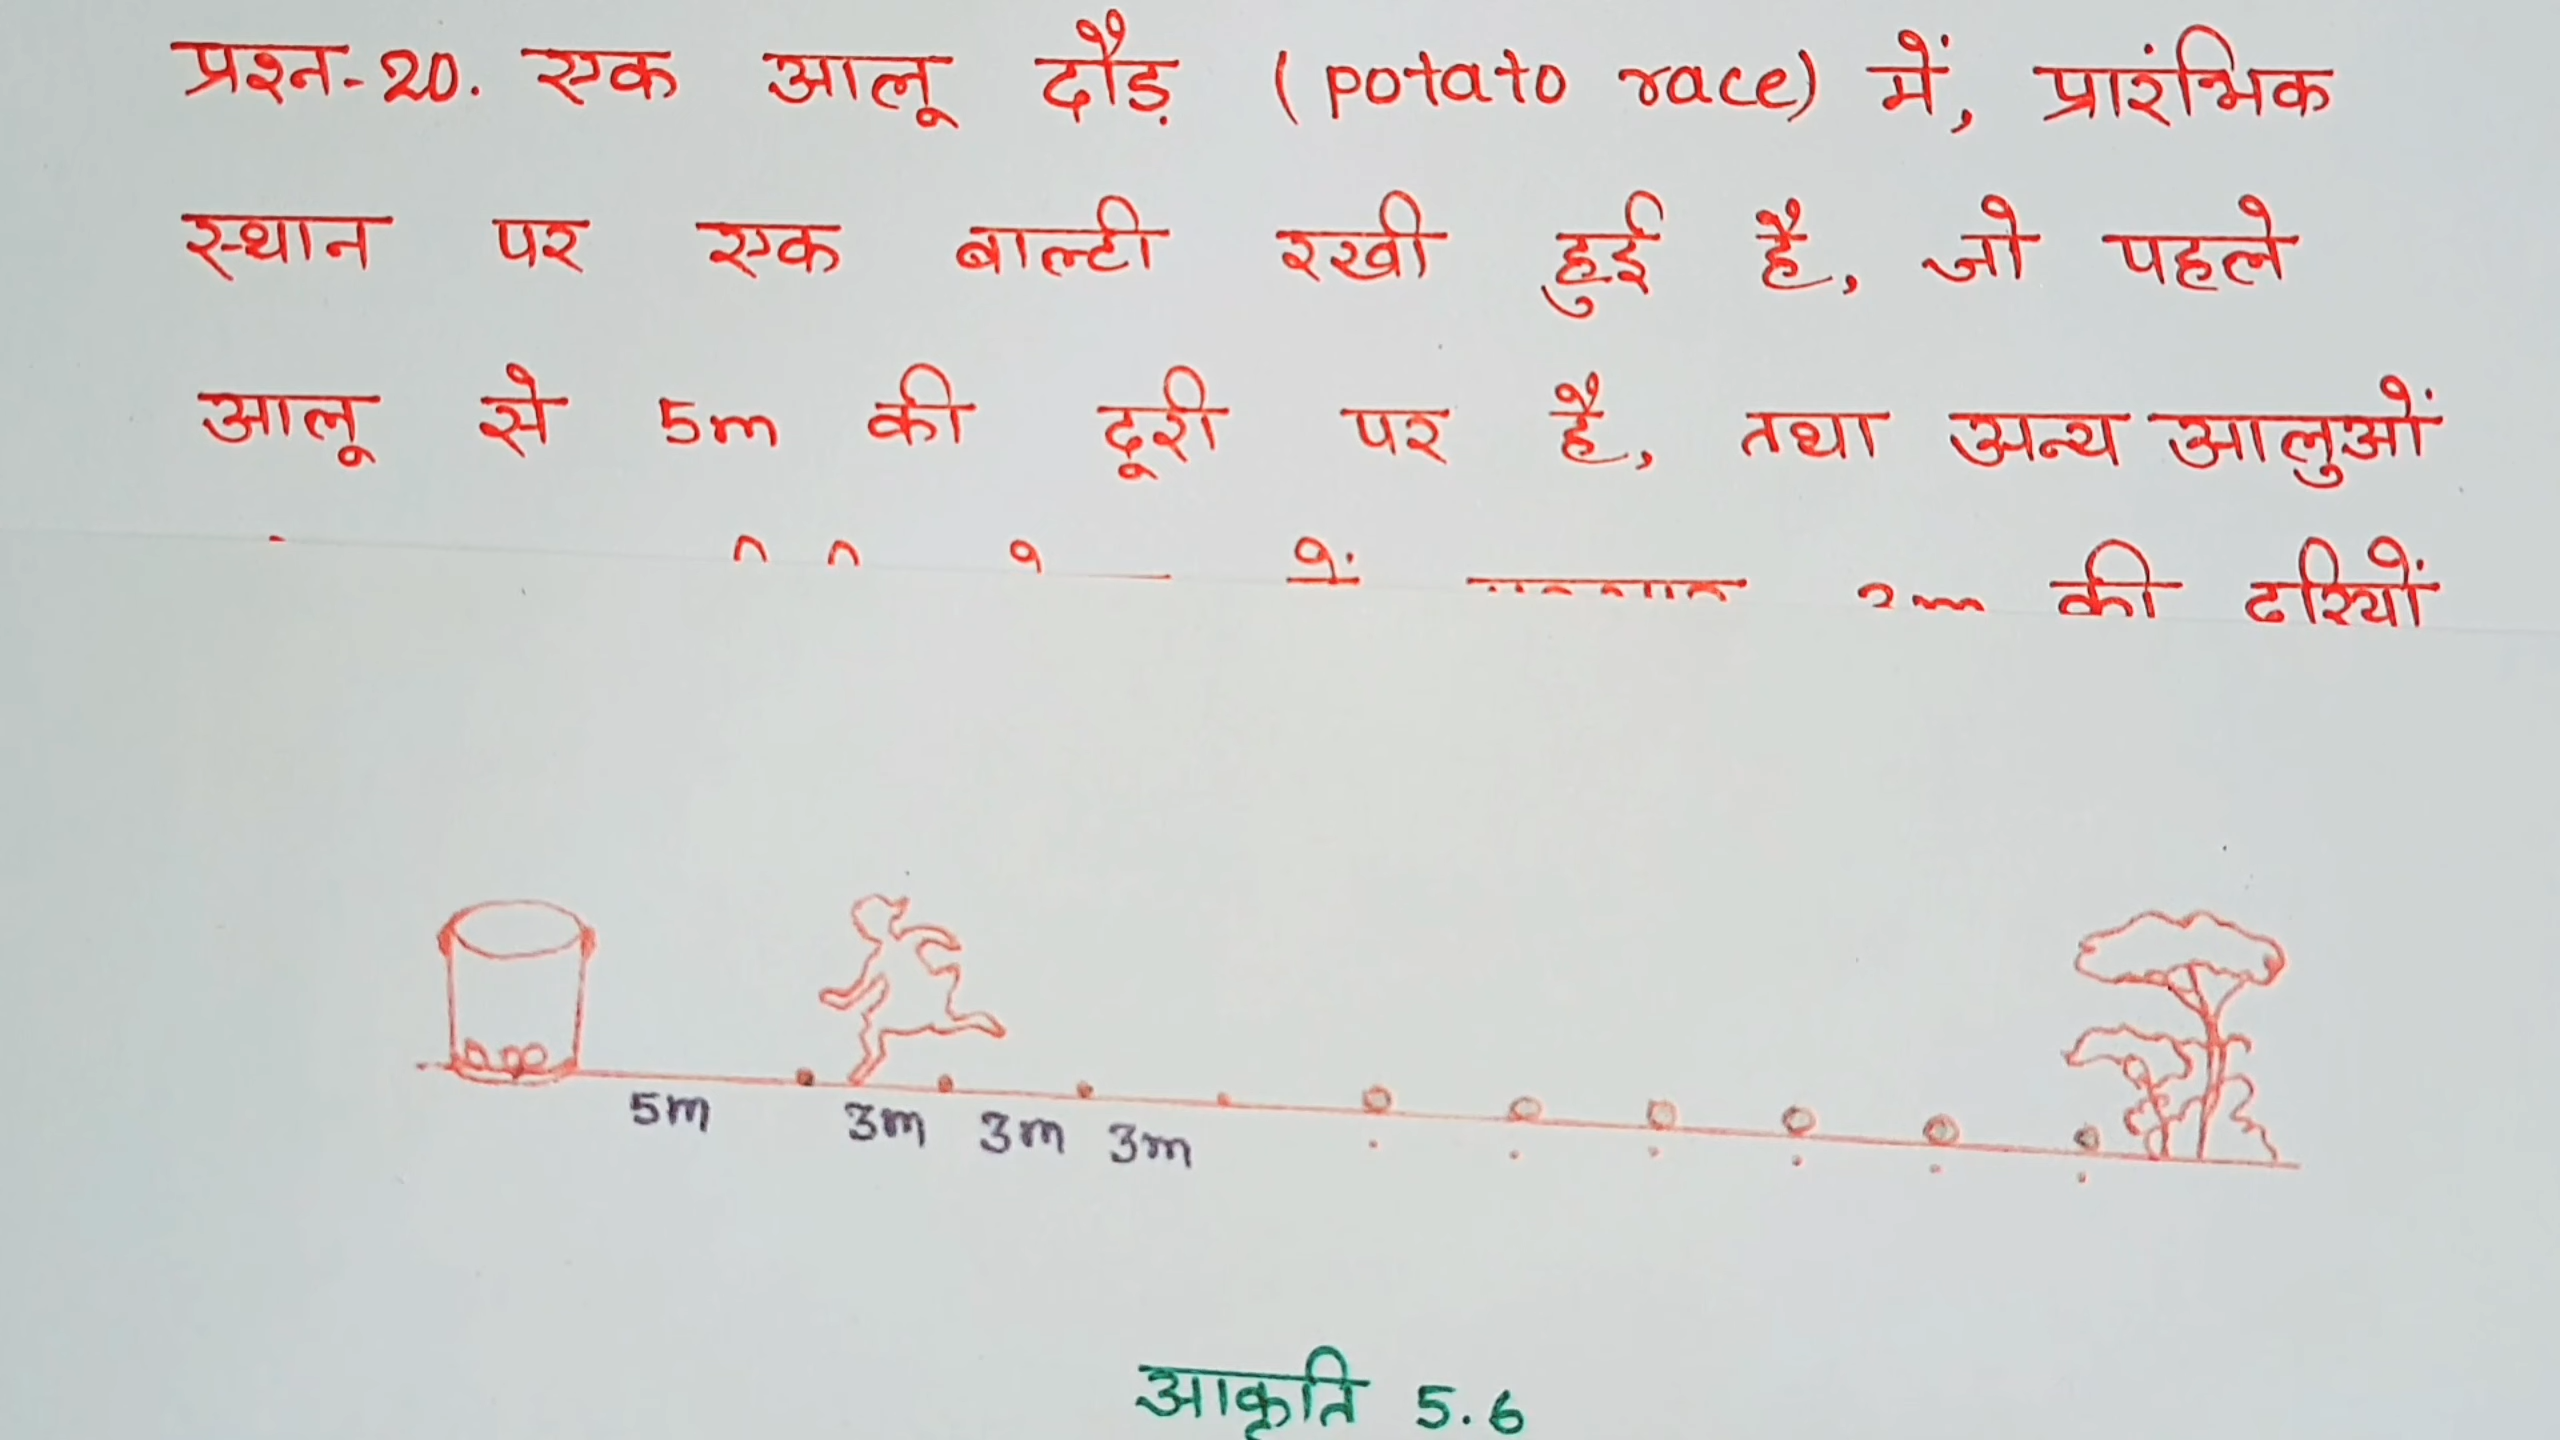 प्रश्न-20. एक आलू दौड़ (potato race) में, प्रारंभिक
स्थान पर एक बाल्टी रखी हुई है, जो पहले
आलू से 5m की दूरी पर है, तथा अन्य आलुओं
की दूरियों
5m 3m 3m 3m
आकृति 5.6